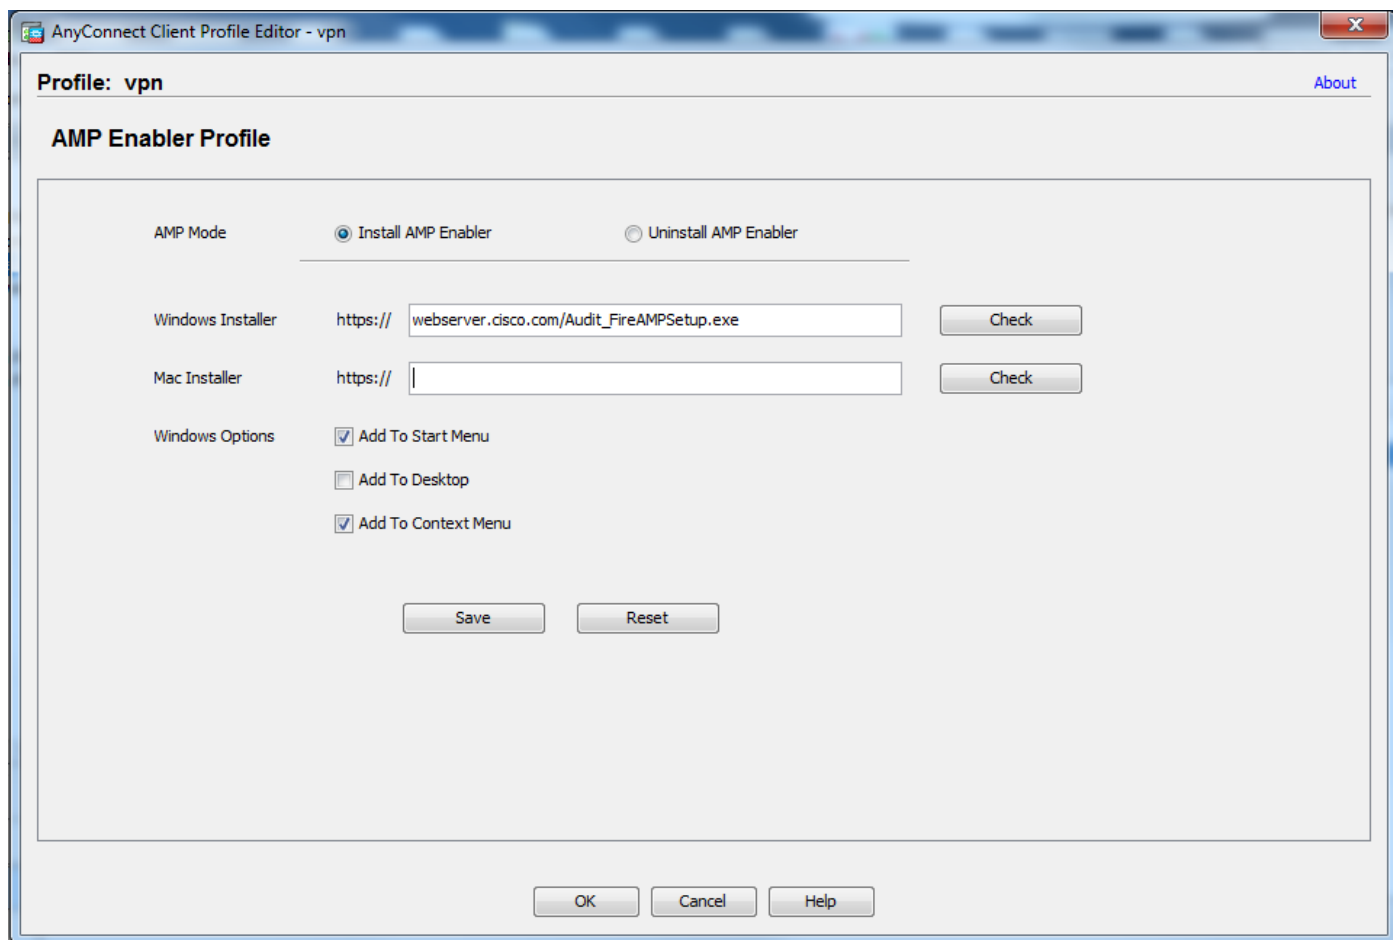 AnyConnect Client Profile Editor - vpn
Profile: vpn
About
AMP Enabler Profile
AMP Mode
Install AMP Enabler
Uninstall AMP Enabler
Windows Installer
https://
webserver.cisco.com/Audit_FireAMPSetup.exe
Check
Mac Installer
https://
Check
Windows Options
Add To Start Menu
Add To Desktop
Add To Context Menu
Save
Reset
OK
Cancel
Help